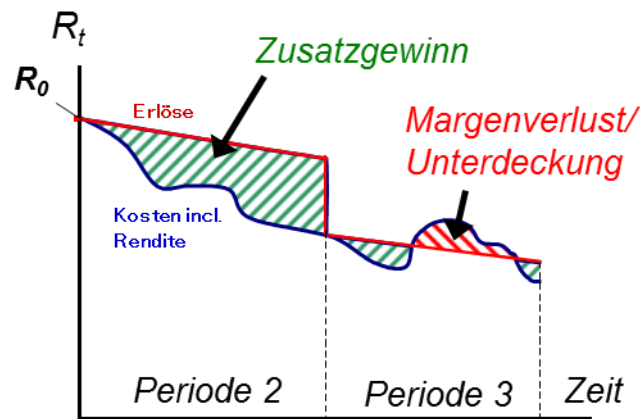 R_t
Zusatzgewinn
R_0
Erlöse
Margenverlust/
Unterdeckung
Kosten incl.
Rendite
Periode 2
Periode 3
Zeit